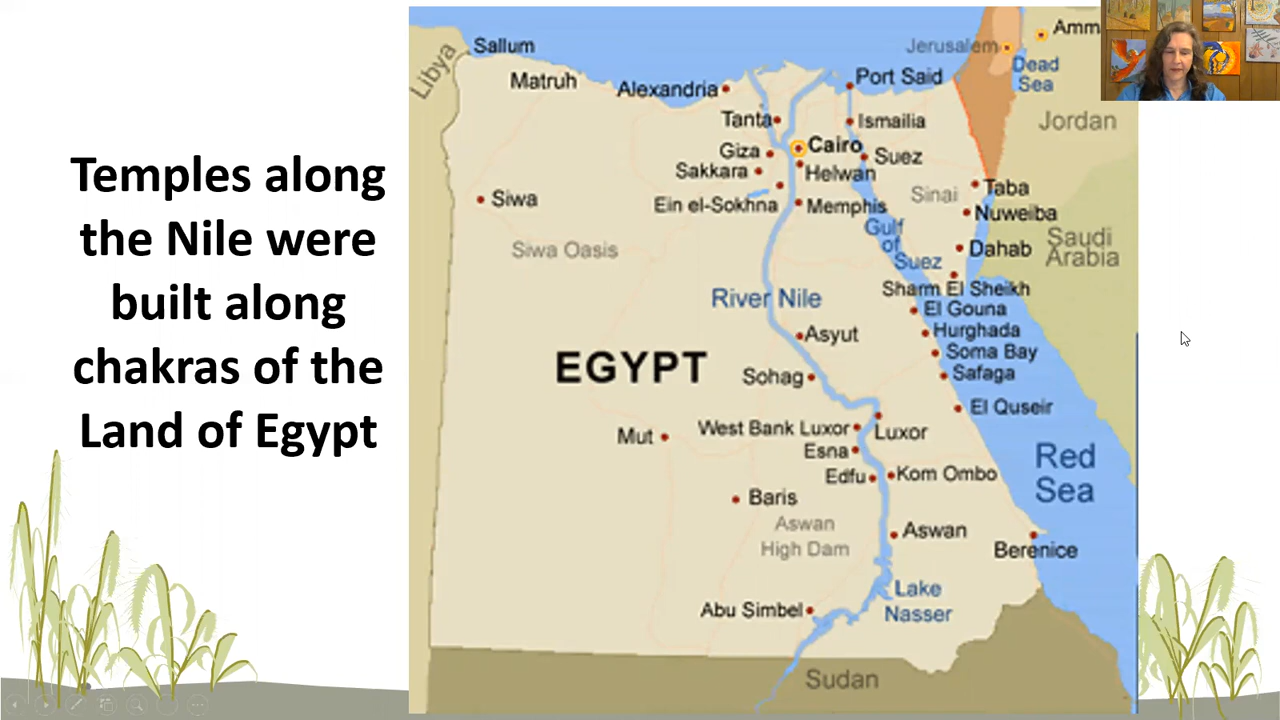 Temples along
the Nile were
built along
chakras of the
Land of Egypt
Libya
Sallum
Matruh
Alexandria
Port Said
Jerusalem
Amm
Dead
Sea
Jordan
Tanta
Ismailia
Giza
Cairo
Suez
Sakkara
Helwan
Siwa
Ein el-Sokhna
Memphis
Sinai
Taba
Nuweiba
Siwa Oasis
Gulf
of
Suez
Dahab
Saudi
Arabia
River Nile
Sharm El Sheikh
El Gouna
Hurghada
Asyut
Soma Bay
EGYPT
Sohag
Safaga
El Quseir
Mut
West Bank Luxor
Luxor
Esna
Edfu
Kom Ombo
Red
Sea
Baris
Aswan
High Dam
Aswan
Berenice
Abu Simbel
Lake
Nasser
Sudan